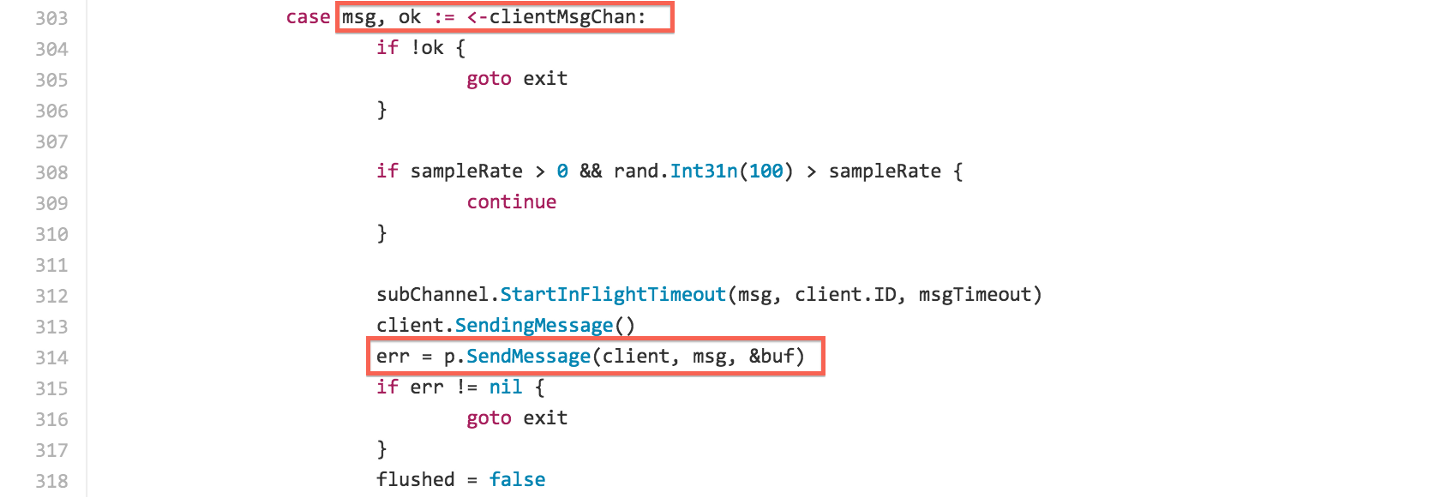 303 case msg, ok := <-clientMsgChan:
304 if !ok {
305 goto exit
306 }
307
308 if sampleRate > 0 && rand.Int31n(100) > sampleRate {
309 continue
310 }
311
312 subChannel.StartInFlightTimeout(msg, client.ID, msgTimeout)
313 client.SendingMessage()
314 err = p.SendMessage(client, msg, &buf)
315 if err != nil {
316 goto exit
317 }
318 flushed = false